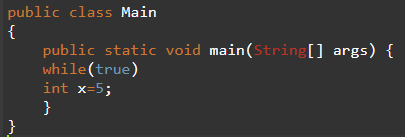 public class Main
{
    public static void main(String[] args) {
    while(true)
    int x=5;
    }
}